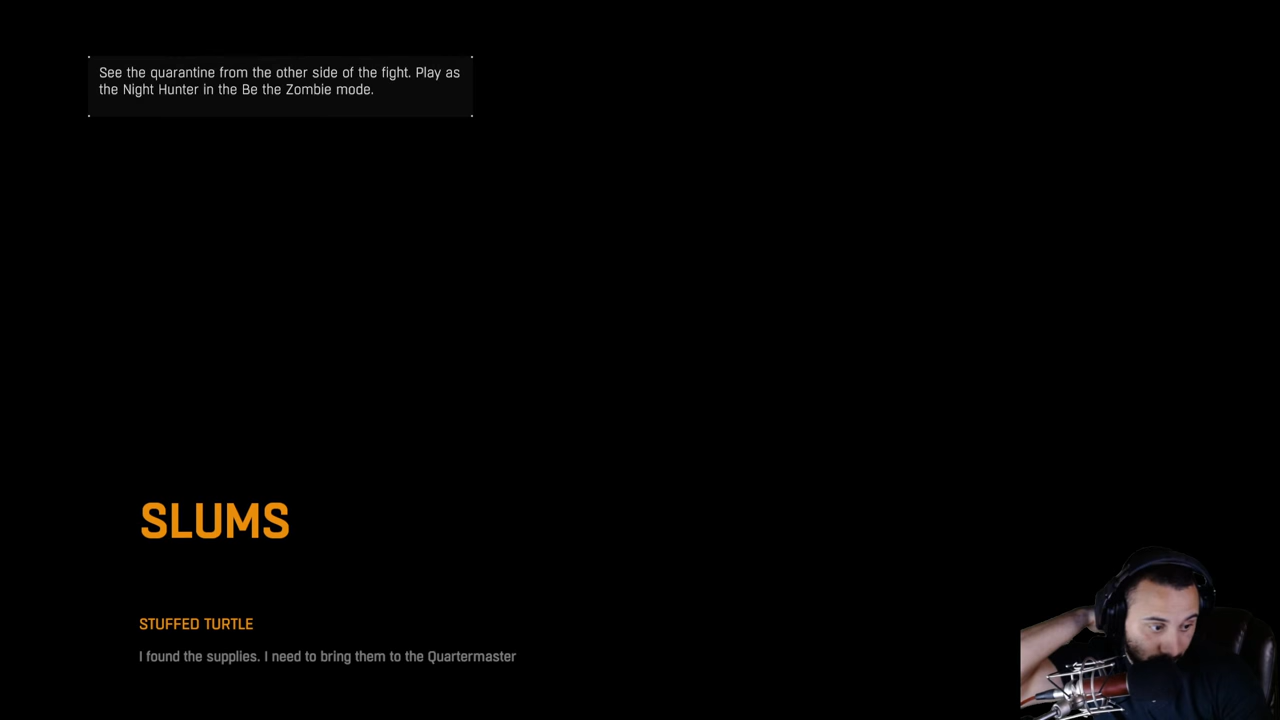 See the quarantine from the other side of the fight. Play as
the Night Hunter in the Be the Zombie mode.
SLUMS
STUFFED TURTLE
I found the supplies. I need to bring them to the Quartermaster